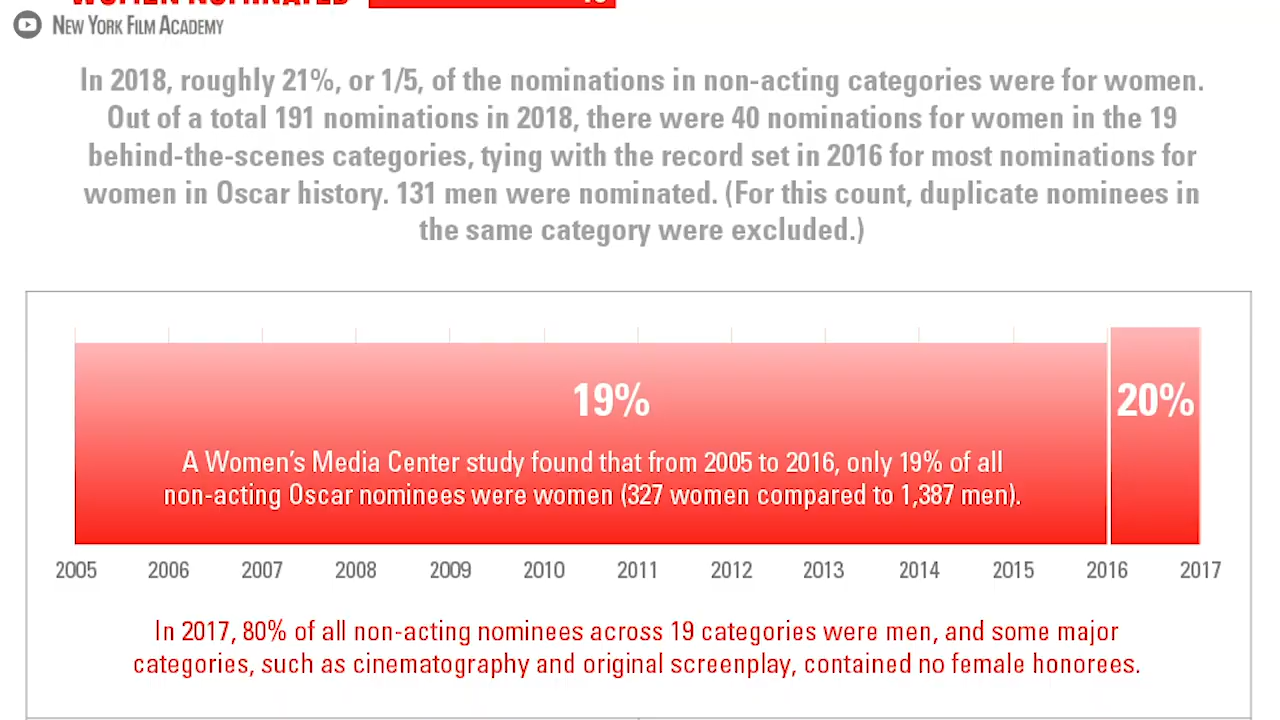 WOMEN NOMINATED
NEW YORK FILM ACADEMY
In 2018, roughly 21%, or 1/5, of the nominations in non-acting categories were for women.
Out of a total 191 nominations in 2018, there were 40 nominations for women in the 19
behind-the-scenes categories, tying with the record set in 2016 for most nominations for
women in Oscar history. 131 men were nominated. (For this count, duplicate nominees in
the same category were excluded.)
19%
20%
A Women's Media Center study found that from 2005 to 2016, only 19% of all
non-acting Oscar nominees were women (327 women compared to 1,387 men).
2005 2006 2007 2008 2009 2010 2011 2012 2013 2014 2015 2016 2017
In 2017, 80% of all non-acting nominees across 19 categories were men, and some major
categories, such as cinematography and original screenplay, contained no female honorees.